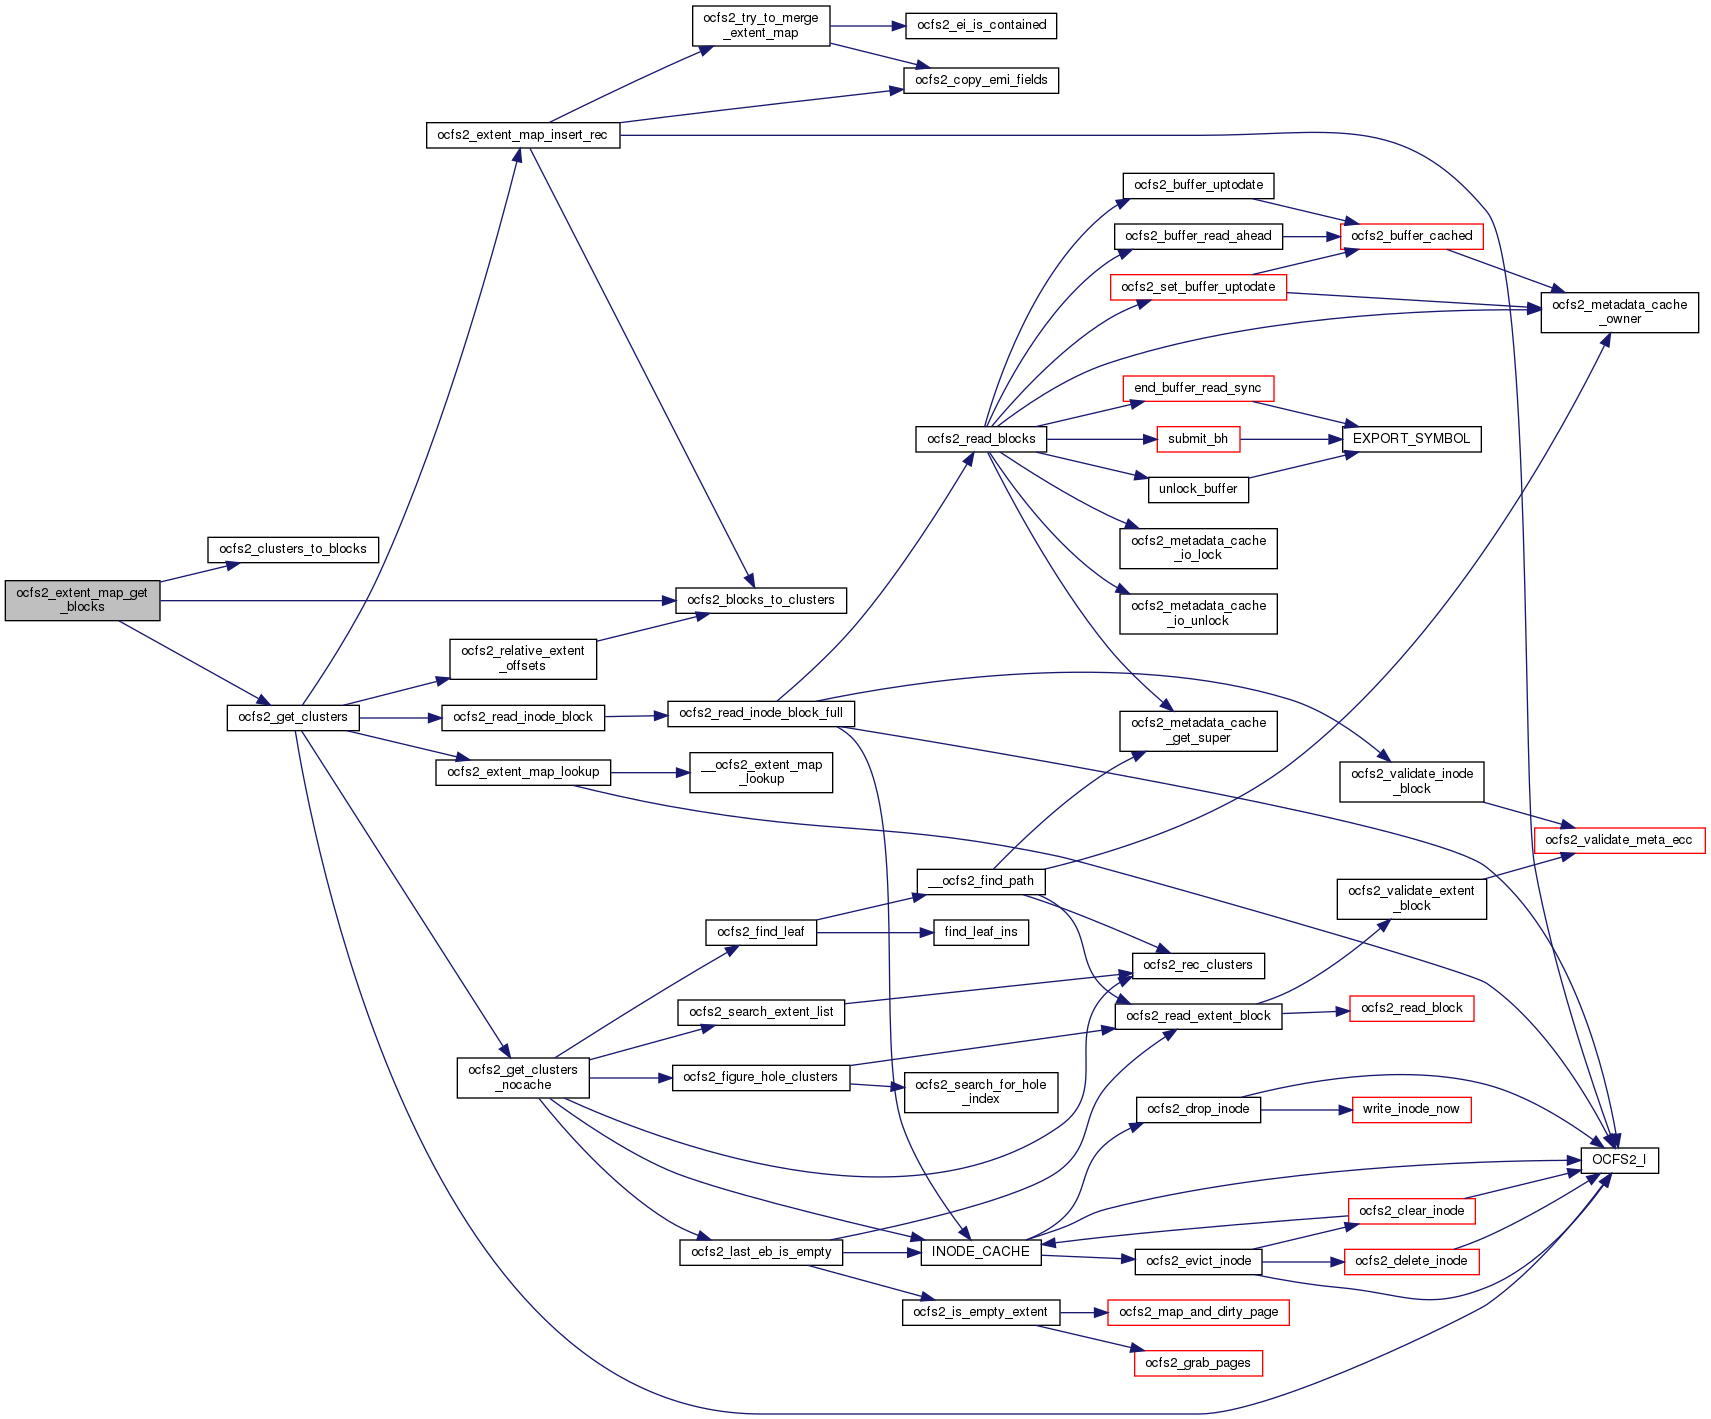 ocfs2_extent_map_get
_blocks
ocfs2_clusters_to_blocks
ocfs2_get_clusters
ocfs2_extent_map_insert_rec
ocfs2_relative_extent
_offsets
ocfs2_read_inode_block
ocfs2_extent_map_lookup
ocfs2_get_clusters
_nocache
ocfs2_try_to_merge
_extent_map
ocfs2_blocks_to_clusters
ocfs2_read_inode_block_full
__ocfs2_extent_map
_lookup
ocfs2_find_leaf
ocfs2_search_extent_list
ocfs2_figure_hole_clusters
ocfs2_last_eb_is_empty
ocfs2_ei_is_contained
ocfs2_copy_emi_fields
ocfs2_read_blocks
__ocfs2_find_path
find_leaf_ins
ocfs2_search_for_hole
_index
INODE_CACHE
ocfs2_is_empty_extent
ocfs2_buffer_uptodate
ocfs2_buffer_read_ahead
ocfs2_set_buffer_uptodate
end_buffer_read_sync
submit_bh
unlock_buffer
ocfs2_metadata_cache
_io_lock
ocfs2_metadata_cache
_io_unlock
ocfs2_metadata_cache
_get_super
ocfs2_rec_clusters
ocfs2_read_extent_block
ocfs2_drop_inode
ocfs2_evict_inode
ocfs2_map_and_dirty_page
ocfs2_grab_pages
ocfs2_buffer_cached
EXPORT_SYMBOL
ocfs2_validate_inode
_block
ocfs2_validate_extent
_block
ocfs2_read_block
write_inode_now
ocfs2_clear_inode
ocfs2_delete_inode
ocfs2_metadata_cache
_owner
ocfs2_validate_meta_ecc
OCFS2_I